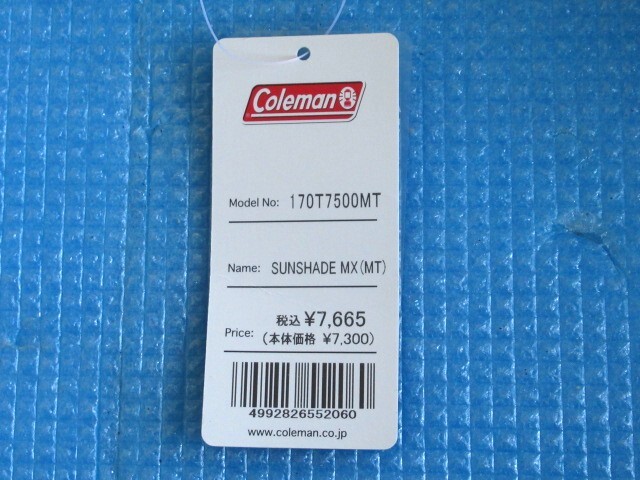 Coleman
Model No: 170T7500MT
Name: SUNSHADE MX(MT)
税込 ¥7,665
Price: (本体価格 ¥7,300)
4992826552060
www.coleman.co.jp